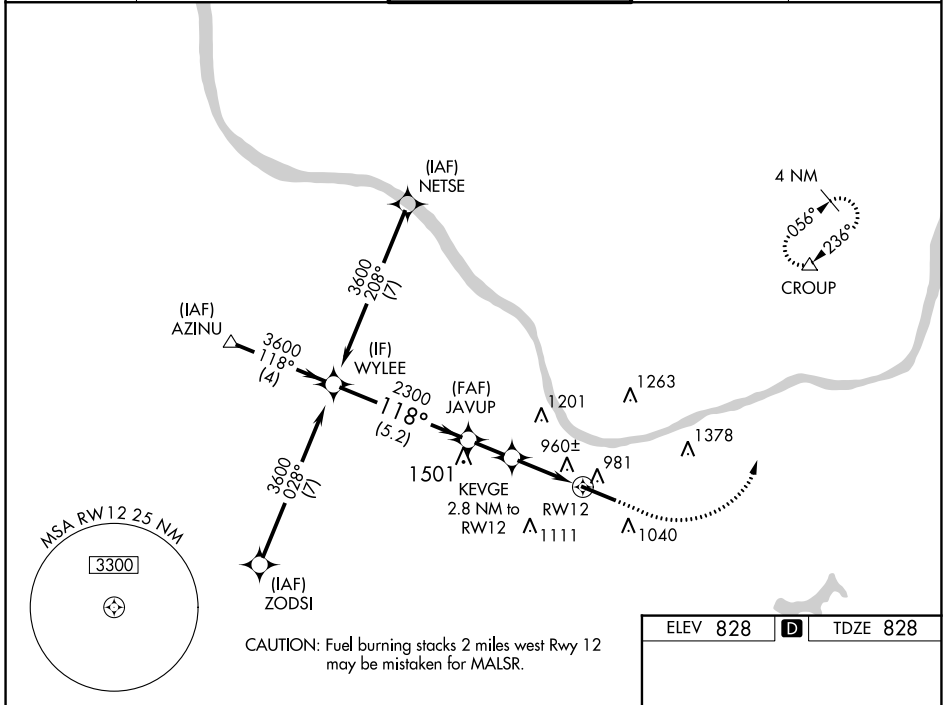 (IAF)
NETSE
4 NM
056°
236°
CROUP
3600
208°
(7)
(IAF)
AZINU
3600
118°
(4)
(IF)
WYLEE
2300
118°
(5.2)
(FAF)
JAVUP
1263
1201
1378
960±
981
1501
KEVGE
2.8 NM to
RW12
RW12
1111
1040
3600
028°
(7)
MSA RW12 25 NM
3300
(IAF)
ZODSI
CAUTION: Fuel burning stacks 2 miles west Rwy 12
may be mistaken for MALSR.
ELEV 828 D TDZE 828